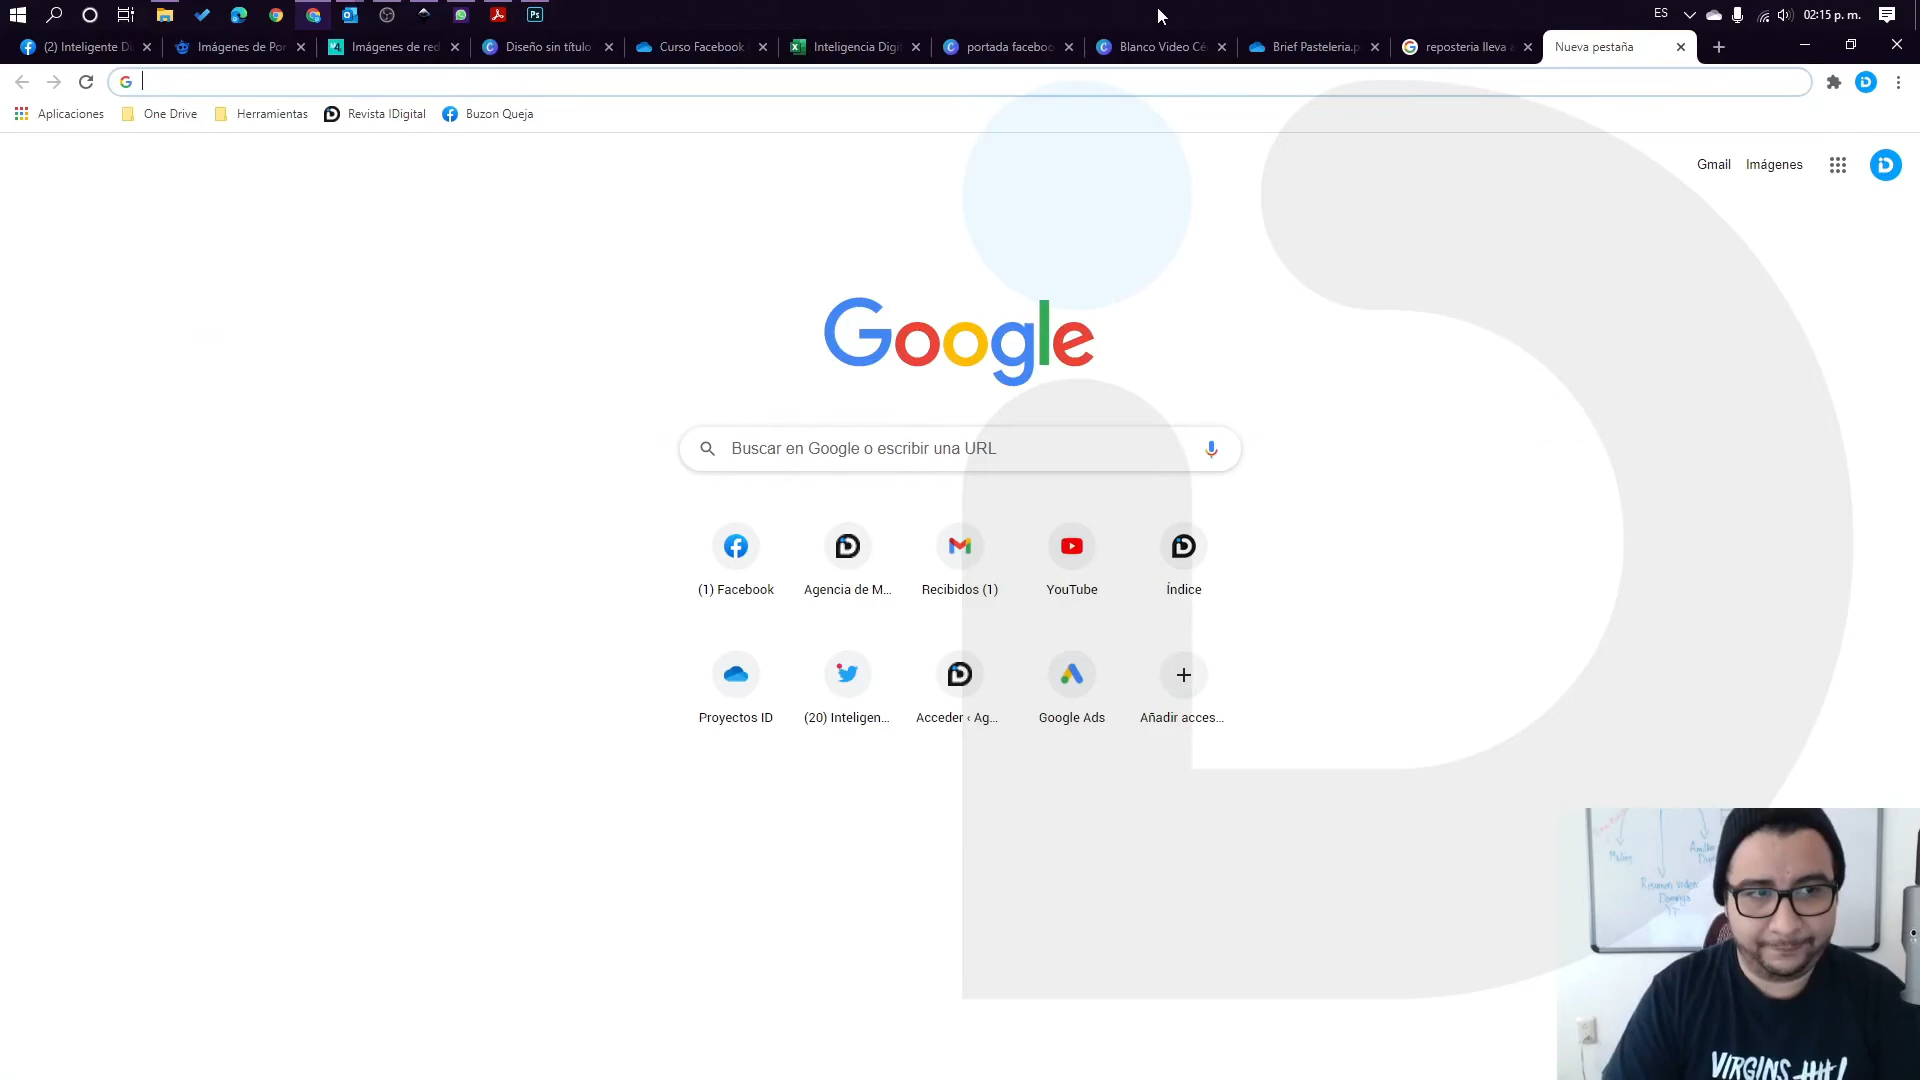 ES
02:15 p. m.
(2) Inteligente Di
Imágenes de Por
Imágenes de red
Diseño sin título
Curso Facebook
Inteligencia Digi
portada faceboo
Blanco Video Cé
Brief Pasteleria.p
reposteria lleva
Nueva pestaña
Aplicaciones
One Drive
Herramientas
Revista IDigital
Buzon Queja
Gmail
Imágenes
Google
Buscar en Google o escribir una URL
(1) Facebook
Agencia de M...
Recibidos (1)
YouTube
Índice
Proyectos ID
(20) Inteligen...
Acceder ‹ Ag...
Google Ads
Añadir acces...
Resumen video
Domingo
VIRGINS